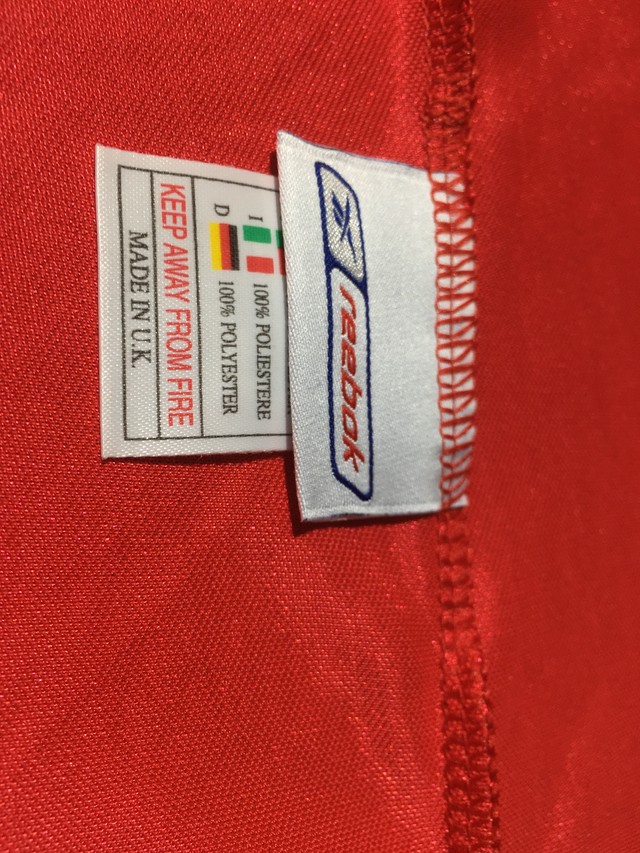 reebok
I 100% POLIESTERE
D 100% POLYESTER
KEEP AWAY FROM FIRE
MADE IN U.K.